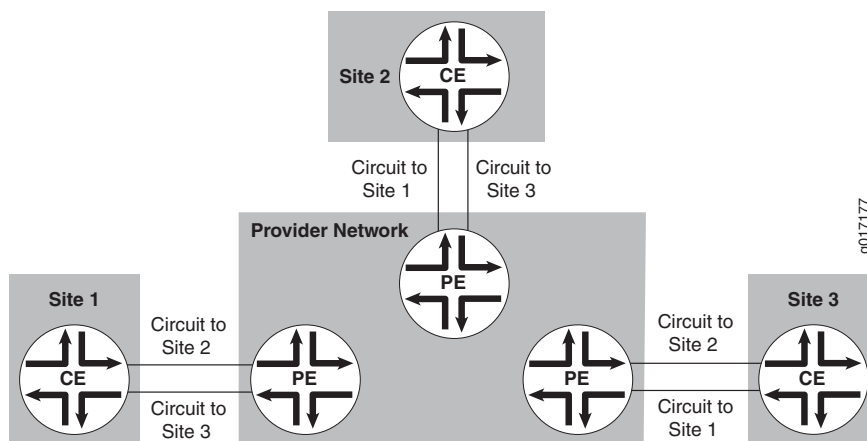 Site 2
CE
Circuit to
Site 1
Circuit to
Site 3
g017177
Provider Network
PE
Site 1
Site 3
Circuit to
Site 2
Circuit to
Site 2
CE
PE
PE
CE
Circuit to
Site 3
Circuit to
Site 1